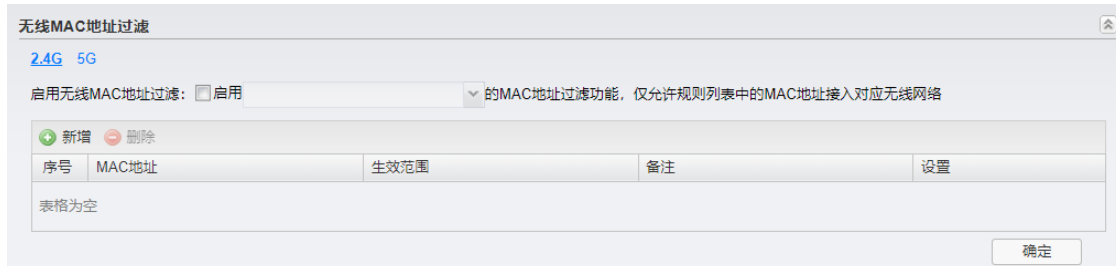 无线MAC地址过滤
2.4G 5G
启用无线MAC地址过滤： 启用 的MAC地址过滤功能，仅允许规则列表中的MAC地址接入对应无线网络
新增 删除
序号 MAC地址 生效范围 备注 设置
表格为空
确定